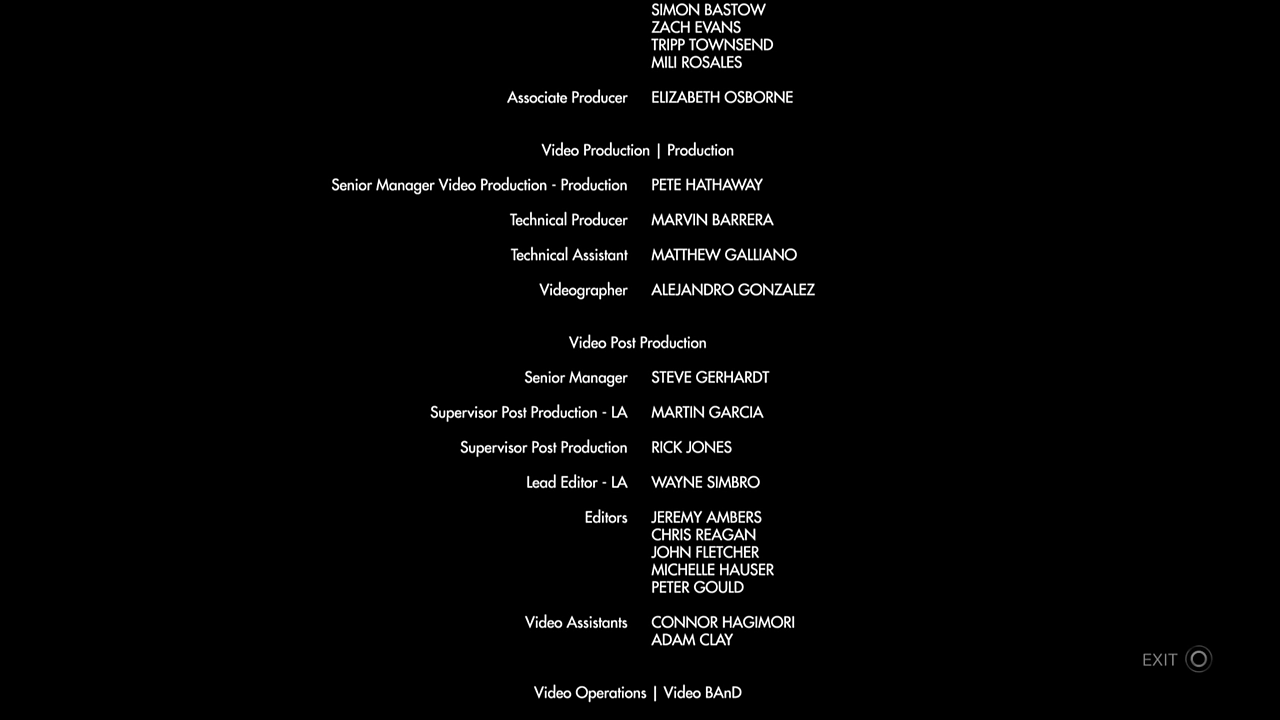 SIMON BASTOW
ZACH EVANS
TRIPP TOWNSEND
MILI ROSALES
Associate Producer ELIZABETH OSBORNE
Video Production | Production
Senior Manager Video Production - Production PETE HATHAWAY
Technical Producer MARVIN BARRERA
Technical Assistant MATTHEW GALLIANO
Videographer ALEJANDRO GONZALEZ
Video Post Production
Senior Manager STEVE GERHARDT
Supervisor Post Production - LA MARTIN GARCIA
Supervisor Post Production RICK JONES
Lead Editor - LA WAYNE SIMBRO
Editors JEREMY AMBERS
CHRIS REAGAN
JOHN FLETCHER
MICHELLE HAUSER
PETER GOULD
Video Assistants CONNOR HAGIMORI
ADAM CLAY
EXIT
Video Operations | Video BAnD